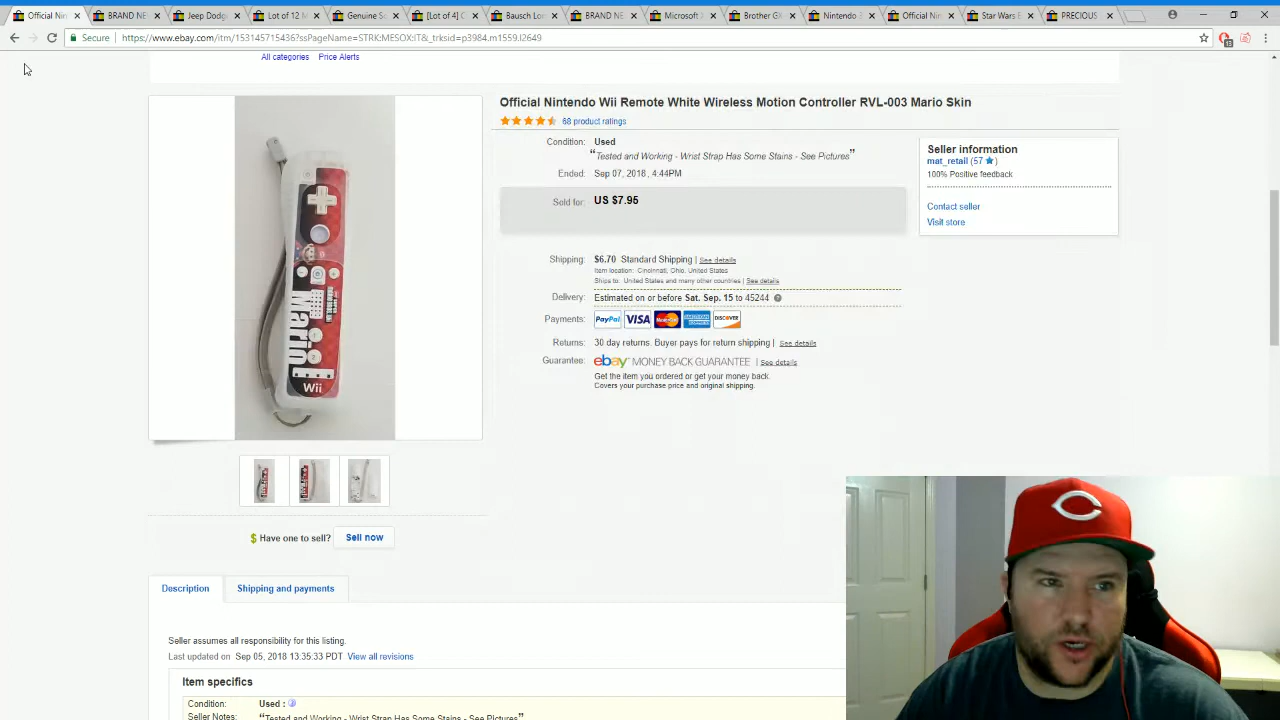 Official Nin
BRAND NE
Jeep Dodg
Lot of 12 M
Genuine S
[Lot of 4] C
Bausch Lo
BRAND NE
Microsoft
Brother G
Nintendo
Official Ni
Star Wars E
PRECIOUS
Secure
https://www.ebay.com/itm/153145715436?ssPageName=STRK:MESOX:IT&_trksid=p3984.m1559.l2649
All categories Price Alerts
Official Nintendo Wii Remote White Wireless Motion Controller RVL-003 Mario Skin
68 product ratings
Condition: Used
“Tested and Working - Wrist Strap Has Some Stains - See Pictures”
Ended: Sep 07, 2018 , 4:44PM
Sold for: US $7.95
Shipping: $6.70 Standard Shipping | See details
Item location: Cincinnati, Ohio, United States
Ships to: United States and many other countries | See details
Delivery: Estimated on or before Sat. Sep. 15 to 45244
Payments: PayPal VISA MasterCard AMERICAN EXPRESS DISCOVER
Returns: 30 day returns. Buyer pays for return shipping | See details
Guarantee: ebay MONEY BACK GUARANTEE | See details
Get the item you ordered or get your money back.
Covers your purchase price and original shipping.
Seller information
mat_retail (57)
100% Positive feedback
Contact seller
Visit store
Mario
Wii
$ Have one to sell? Sell now
Description
Shipping and payments
Seller assumes all responsibility for this listing.
Last updated on Sep 05, 2018 13:35:33 PDT View all revisions
Item specifics
Condition: Used :
Seller Notes: “Tested and Working - Wrist Strap Has Some Stains - See Pictures”
C